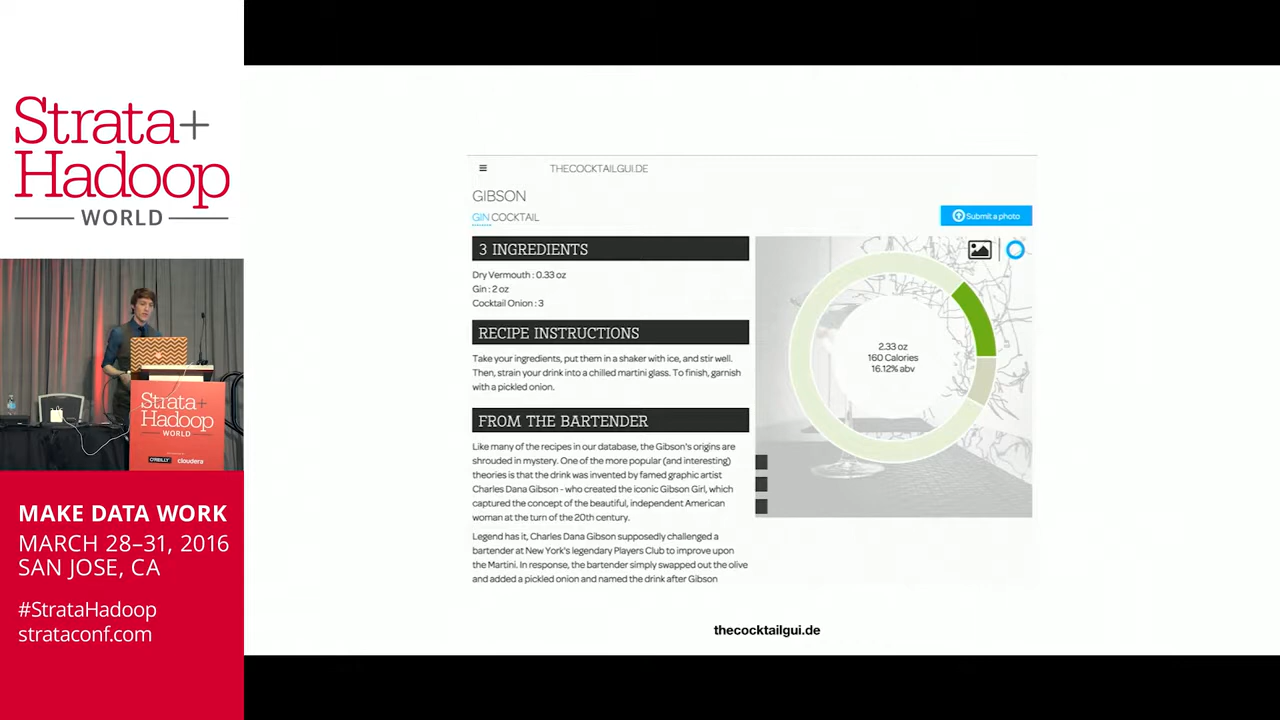 Strata+
Hadoop
WORLD
Strata+
Hadoop
WORLD
O'REILLY
cloudera
MAKE DATA WORK
MARCH 28–31, 2016
SAN JOSE, CA
#StrataHadoop
strataconf.com
THECOCKTAILGUI.DE
GIBSON
GIN COCKTAIL
Submit a photo
3 INGREDIENTS
Dry Vermouth : 0.33 oz
Gin : 2 oz
Cocktail Onion : 3
RECIPE INSTRUCTIONS
Take your ingredients, put them in a shaker with ice, and stir well.
Then, strain your drink into a chilled martini glass. To finish, garnish
with a pickled onion.
FROM THE BARTENDER
Like many of the recipes in our database, the Gibson's origins are
shrouded in mystery. One of the more popular (and interesting)
theories is that the drink was invented by famed graphic artist
Charles Dana Gibson - who created the iconic Gibson Girl, which
captured the concept of the beautiful, independent American
woman at the turn of the 20th century.
Legend has it, Charles Dana Gibson supposedly challenged a
bartender at New York's legendary Players Club to improve upon
the Martini. In response, the bartender simply swapped out the olive
and added a pickled onion and named the drink after Gibson
2.33 oz
160 Calories
16.12% abv
thecocktailgui.de